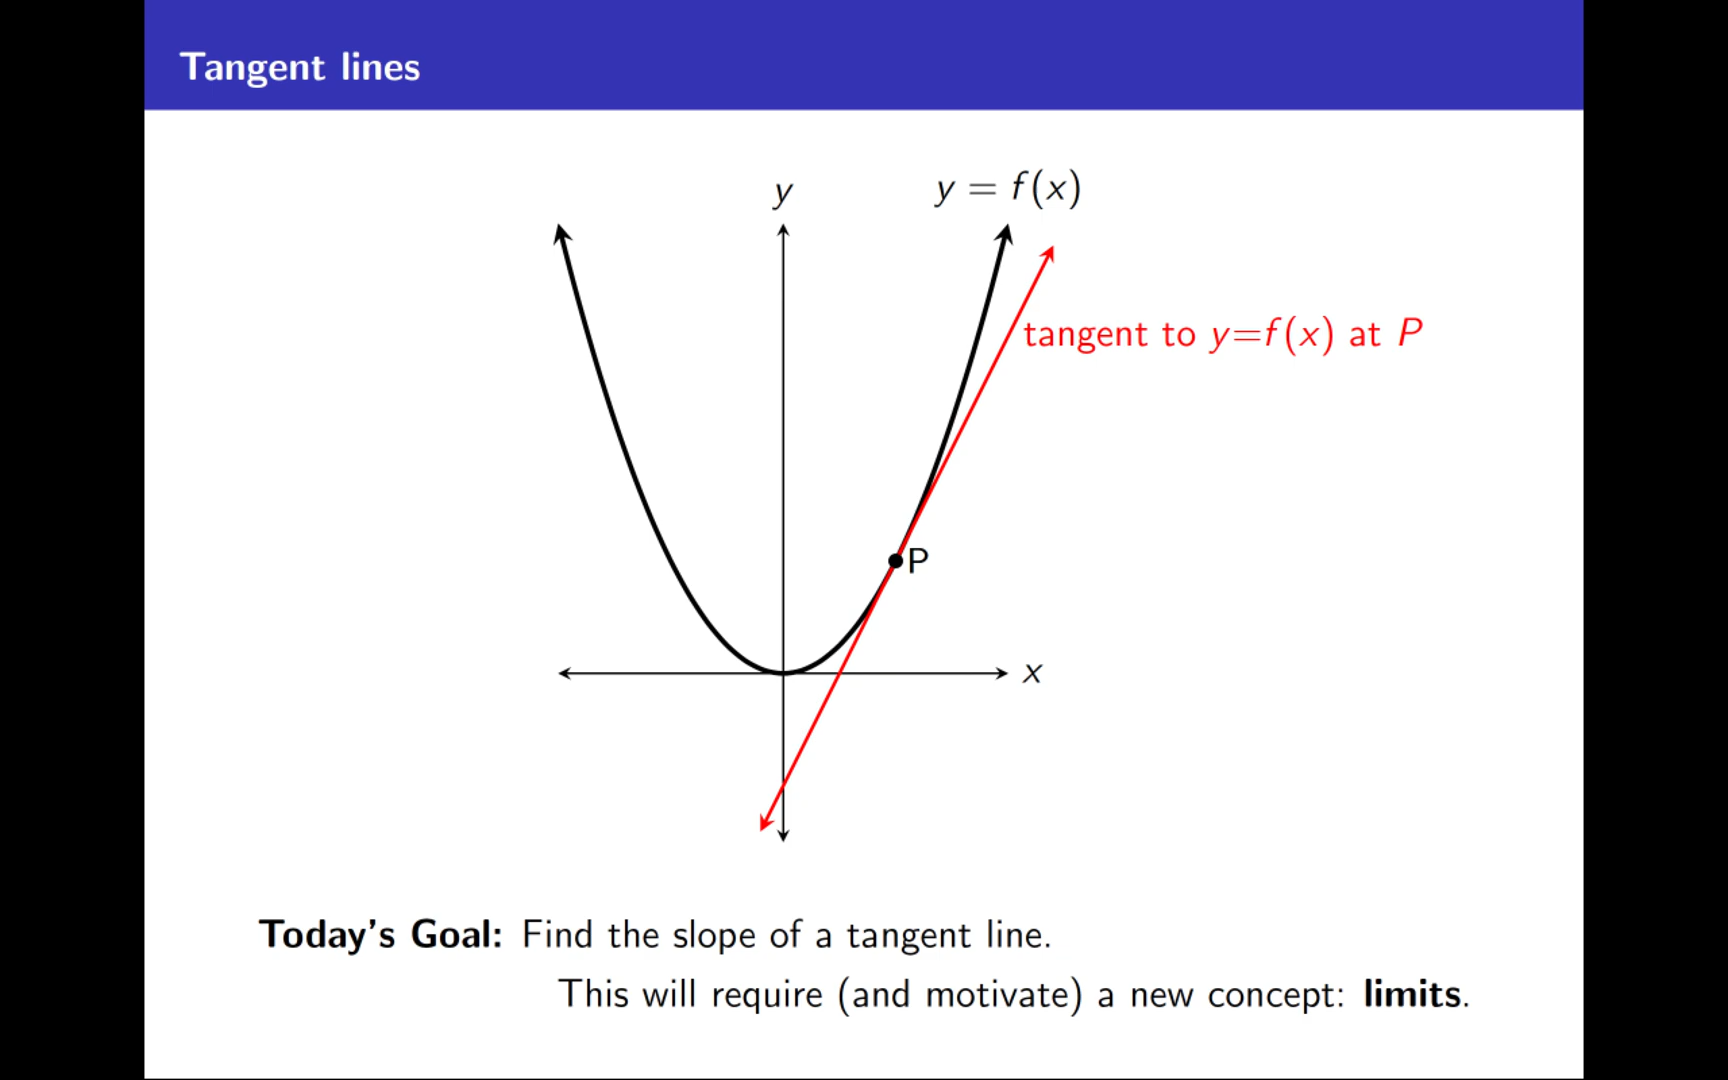 Tangent lines
y
y = f(x)
tangent to y=f(x) at P
P
x
Today's Goal: Find the slope of a tangent line.
This will require (and motivate) a new concept: limits.